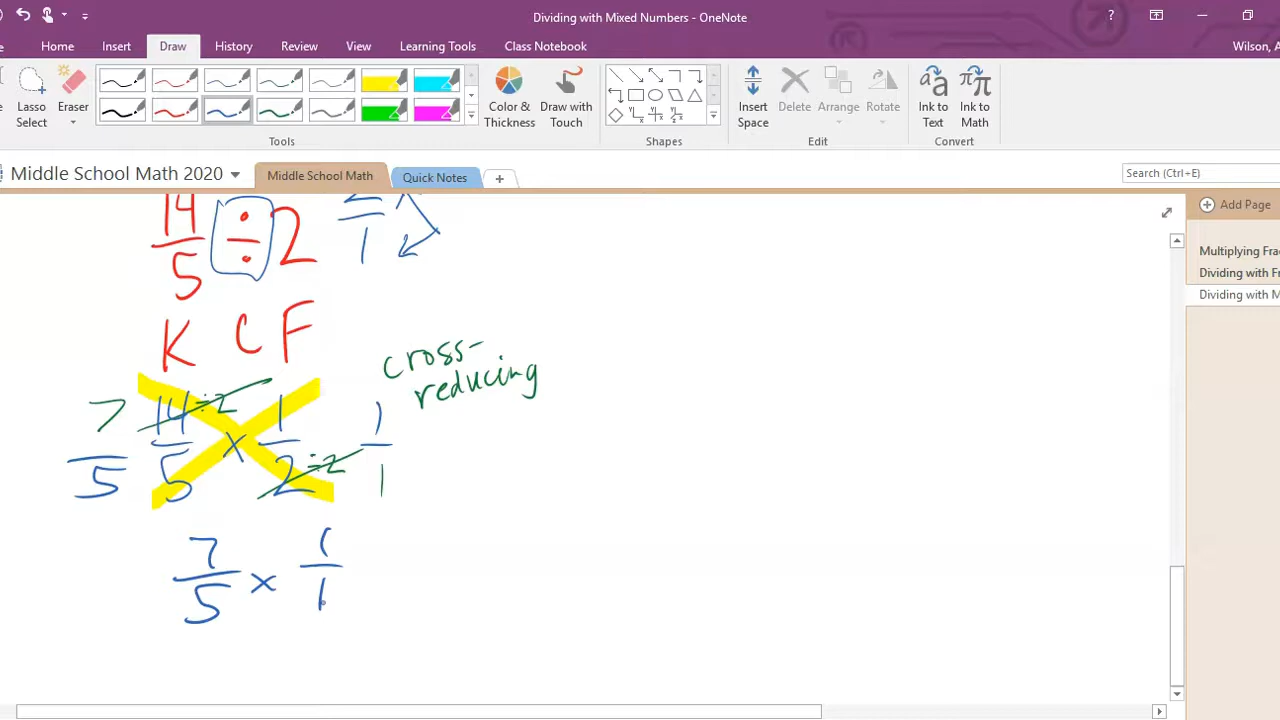 Dividing with Mixed Numbers - OneNote
?
Home Insert Draw History Review View Learning Tools Class Notebook
Wilson, A
Lasso Select
Eraser
Color & Thickness
Draw with Touch
Insert Space
Delete
Arrange
Rotate
Ink to Text
Ink to Math
Tools
Shapes
Edit
Convert
Middle School Math 2020
Middle School Math
Quick Notes
+
Search (Ctrl+E)
Add Page
Multiplying Fra
Dividing with Fr
Dividing with M
14/5 ÷ 2 2/1
K C F
cross-
reducing
7/5 14÷2/5 × 1/2÷2 1/1
7/5 × 1/1